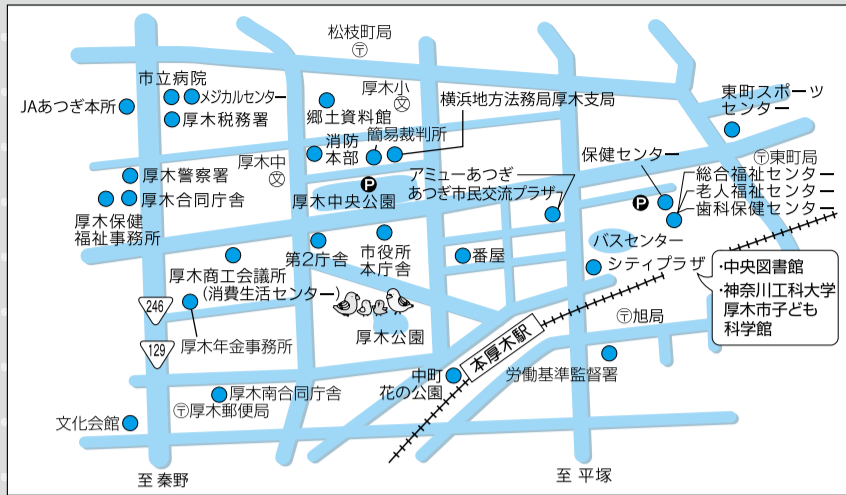 松枝町局
〒
市立病院
メジカルセンター
厚木小
文
東町スポーツ
センター
JAあつぎ本所
厚木税務署
郷土資料館
横浜地方法務局厚木支局
消防
本部
簡易裁判所
厚木中
文
保健センター
〒東町局
厚木警察署
アミューあつぎ
あつぎ市民交流プラザ
総合福祉センター
老人福祉センター
歯科保健センター
P
P
厚木合同庁舎
厚木中央公園
厚木保健
福祉事務所
第2庁舎
市役所
本庁舎
番屋
バスセンター
シティプラザ
・中央図書館
・神奈川工科大学
厚木市子ども
科学館
厚木商工会議所
(消費生活センター)
246
厚木公園
〒旭局
129
厚木年金事務所
本厚木駅
中町
花の公園
労働基準監督署
厚木南合同庁舎
〒厚木郵便局
文化会館
至 秦野
至 平塚